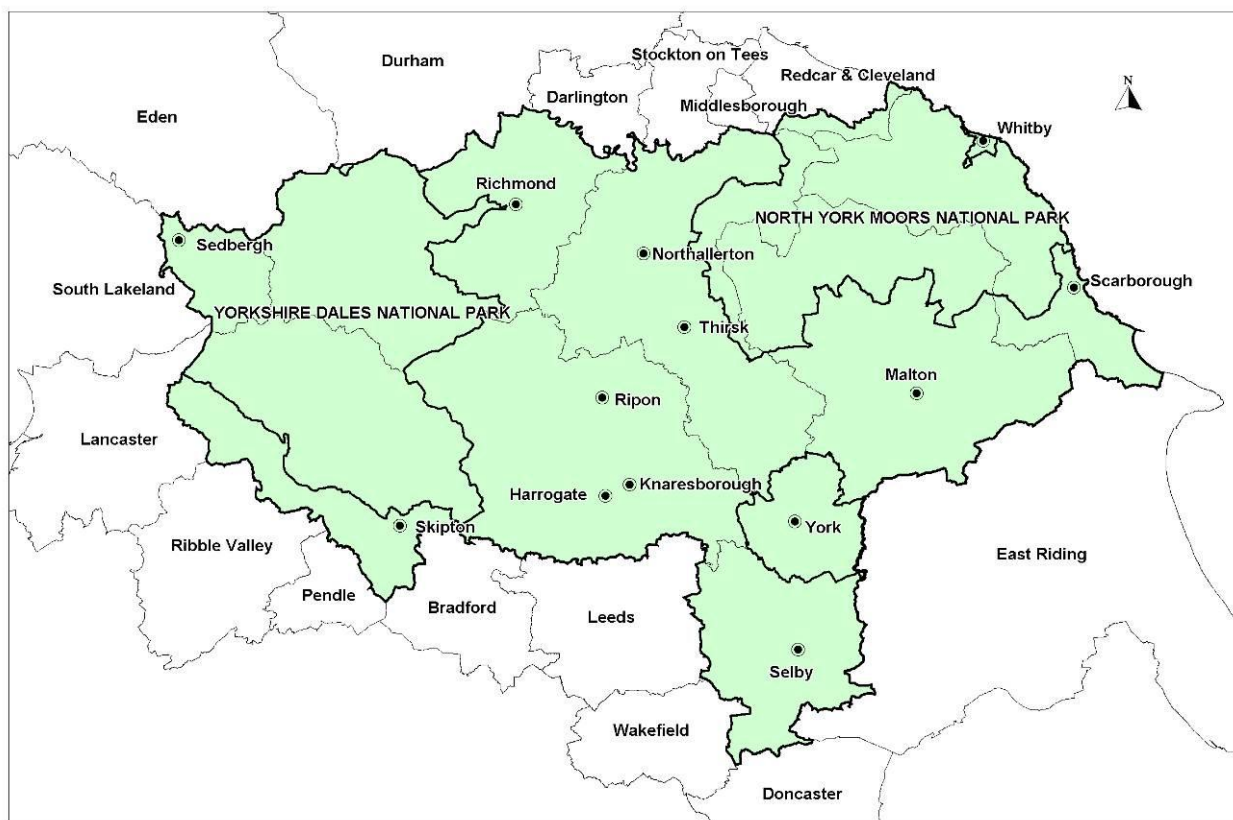 Stockton on Tees
Durham
Redcar & Cleveland
Darlington
Middlesborough
N
Eden
Whitby
Richmond
NORTH YORK MOORS NATIONAL PARK
Sedbergh
Northallerton
Scarborough
South Lakeland
YORKSHIRE DALES NATIONAL PARK
Thirsk
Malton
Ripon
Lancaster
Knaresborough
Harrogate
Skipton
York
Ribble Valley
East Riding
Pendle
Bradford
Leeds
Selby
Wakefield
Doncaster